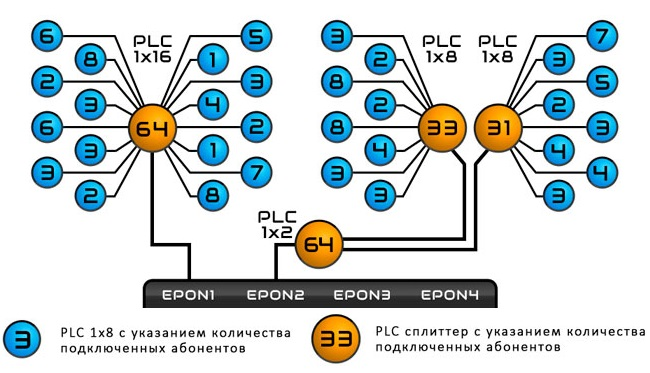 6
PLC
1x16
5
8
1
2
3
3
4
6
64
2
3
1
3
7
2
8
3
PLC
1x8
PLC
1x8
7
2
3
8
5
2
2
8
33
31
3
4
4
3
4
3
3
PLC
1x2
64
EPON1 EPON2 EPON3 EPON4
3
PLC 1x8 с указанием количества
подключенных абонентов
33
PLC сплиттер с указанием количества
подключенных абонентов